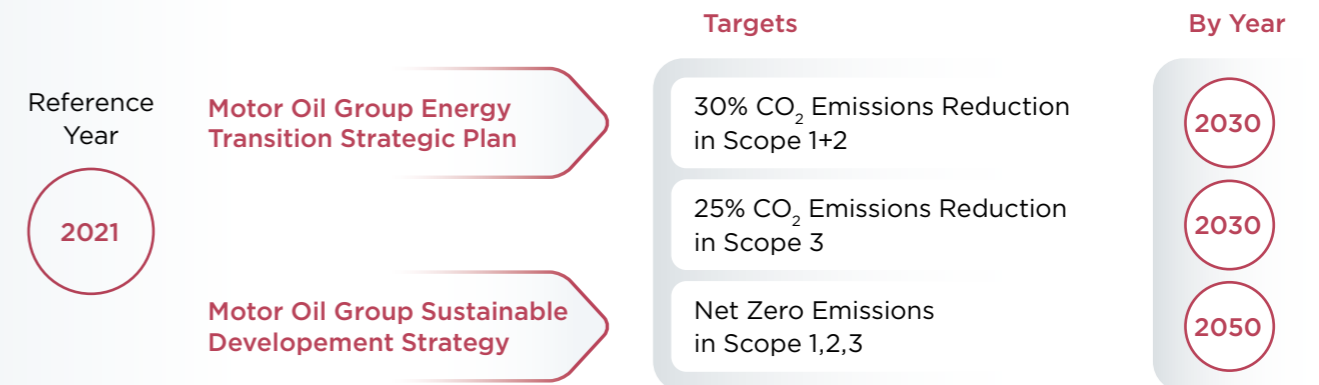 Targets
By Year
Reference
Year
2021
Motor Oil Group Energy
Transition Strategic Plan
30% CO₂ Emissions Reduction
in Scope 1+2
2030
25% CO₂ Emissions Reduction
in Scope 3
2030
Motor Oil Group Sustainable
Developement Strategy
Net Zero Emissions
in Scope 1,2,3
2050